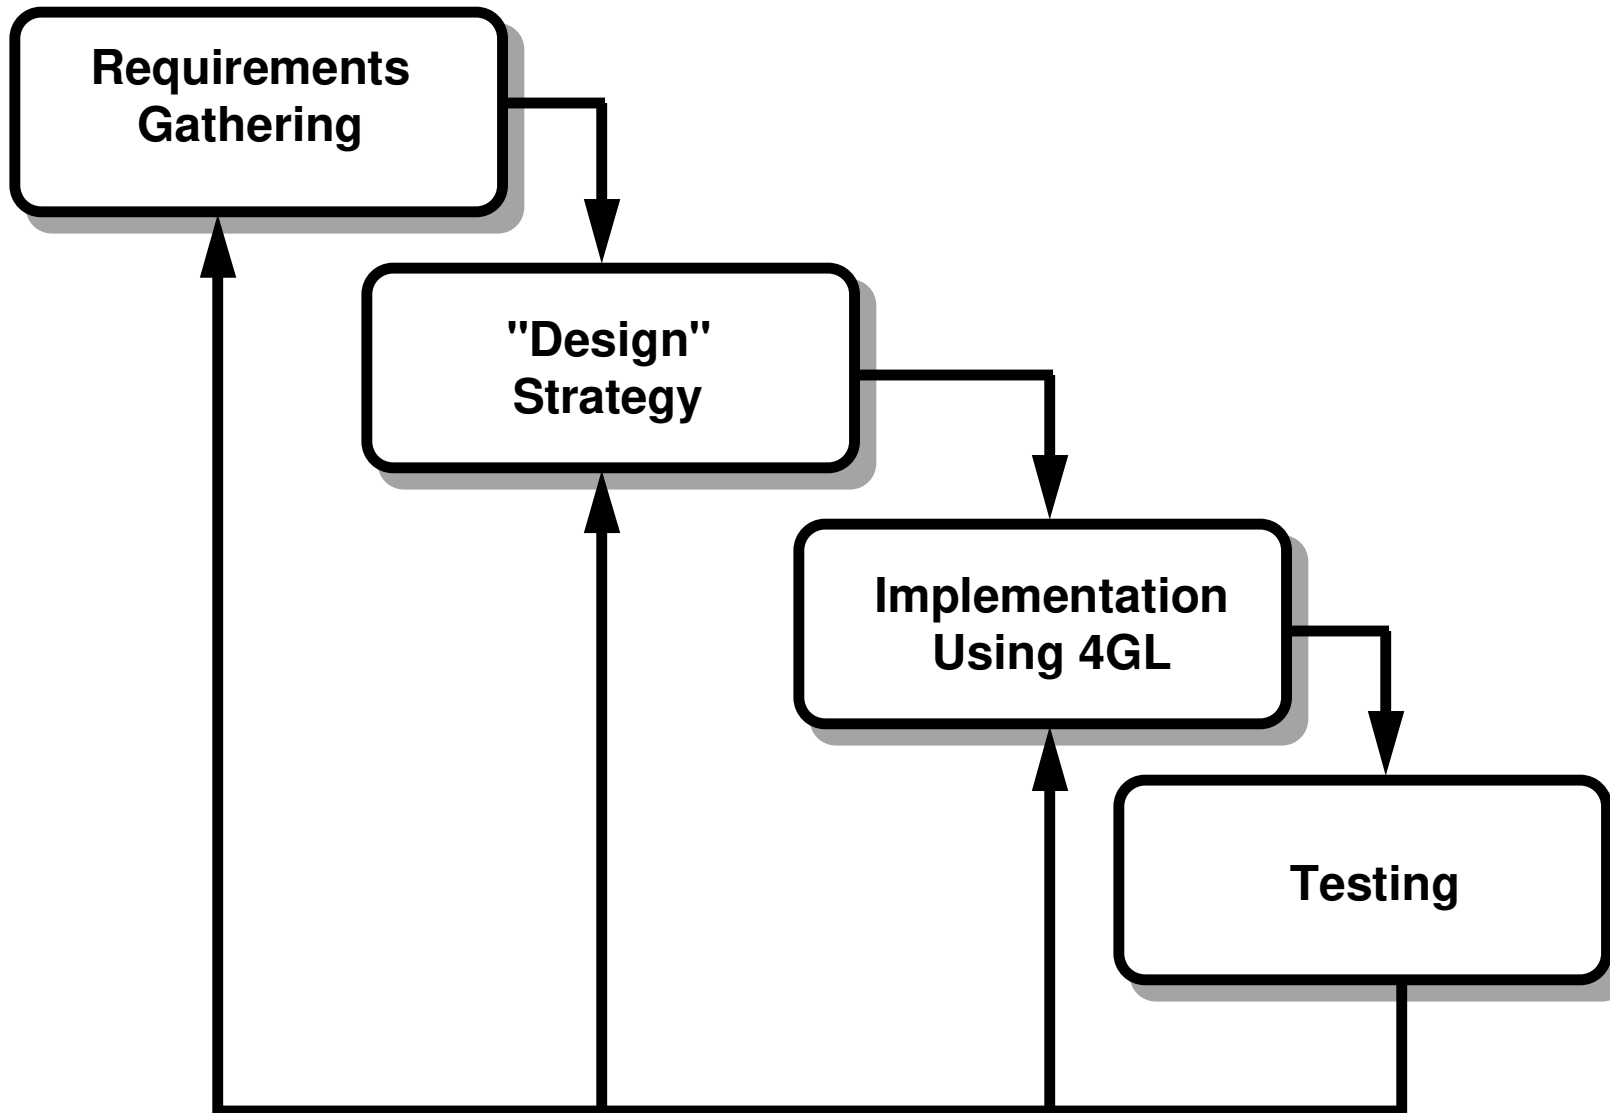 Requirements
Gathering
"Design"
Strategy
Implementation
Using 4GL
Testing